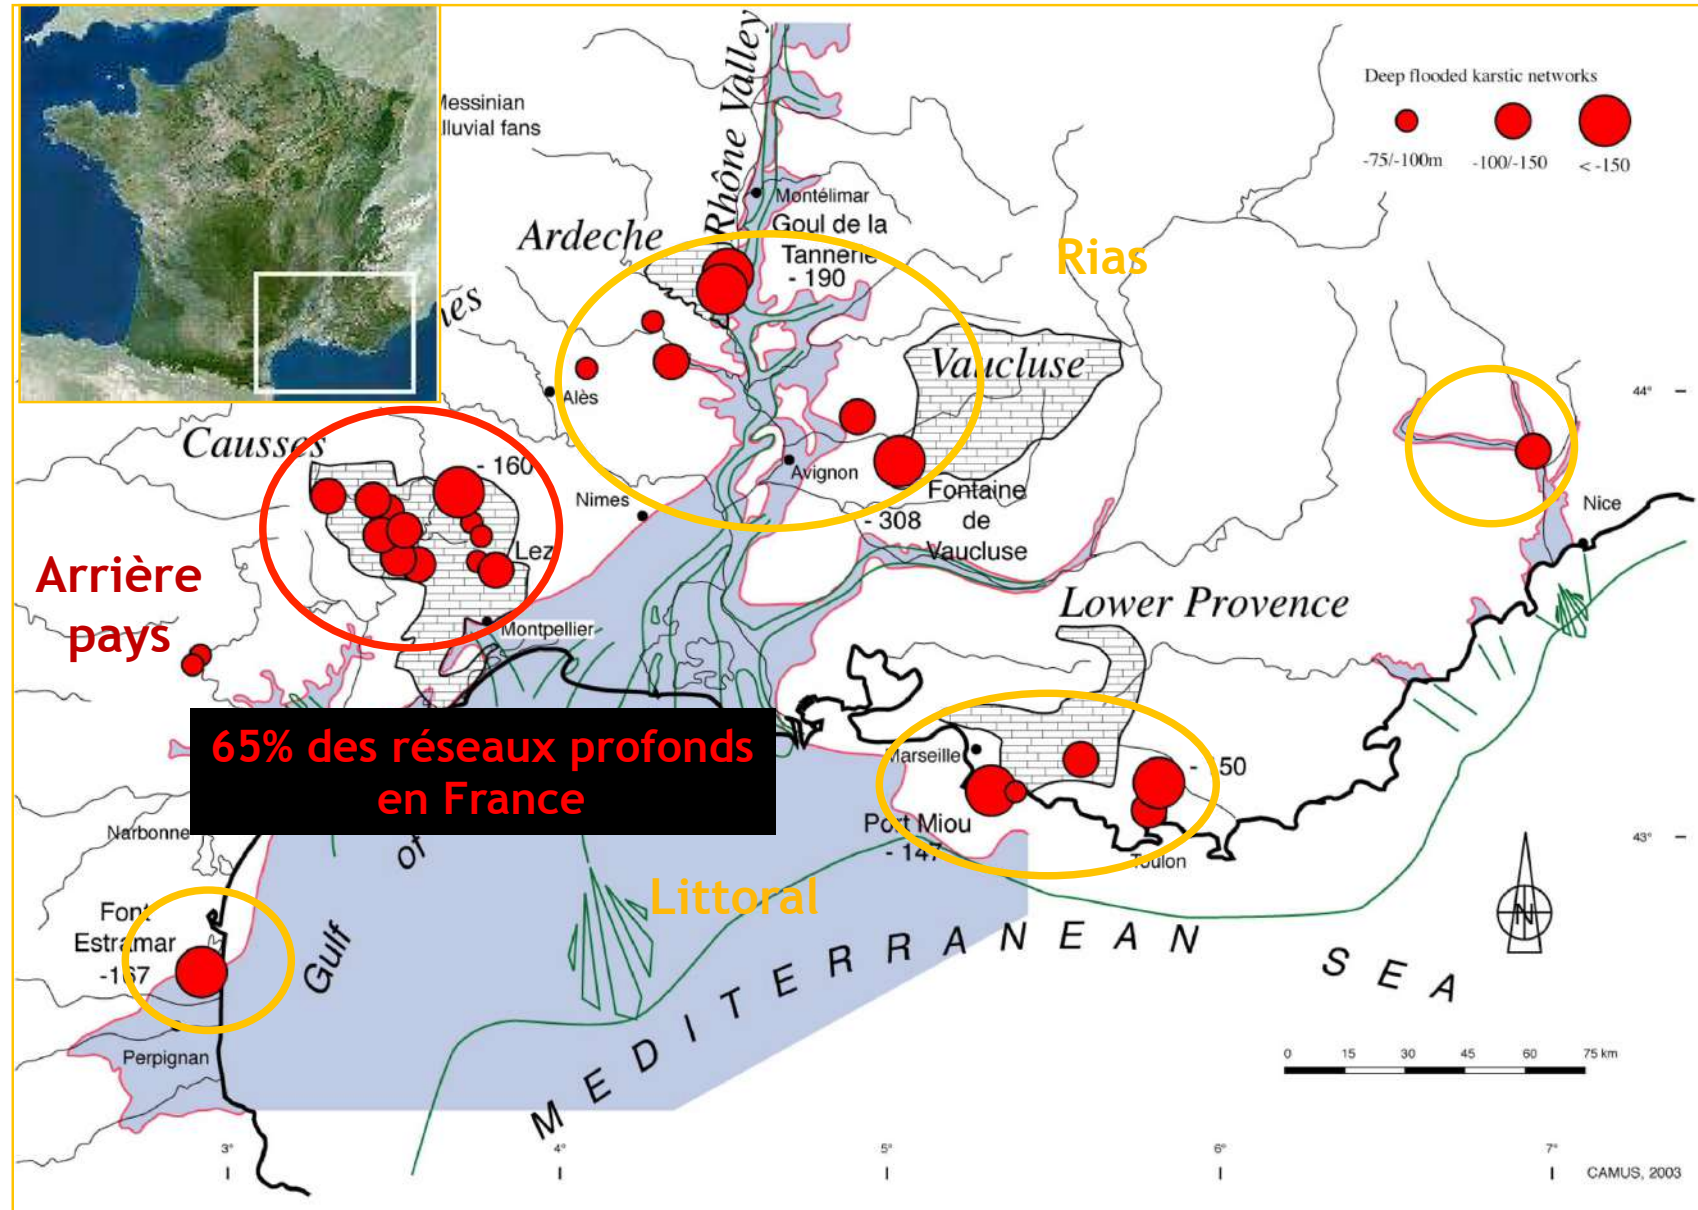 Messinian
alluvial fans
Rhône Valley
Deep flooded karstic networks
-75/-100m
-100/-150
< -150
Montélimar
Goul de la
Tannerie
- 190
Ardeche
Rias
Vaucluse
Alès
44°
Causses
- 160
Avignon
Nimes
Fontaine
- 308 de
Vaucluse
Nice
Lez
Arrière
pays
Lower Provence
Montpellier
65% des réseaux profonds
en France
Marseille
- 150
Narbonne
of
Port Miou
- 147
Toulon
43°
Littoral
Font
Estramar
-167
Gulf
N
MEDITERRANEAN SEA
Perpignan
0 15 30 45 60 75 km
3° 4° 5° 6° 7°
CAMUS, 2003